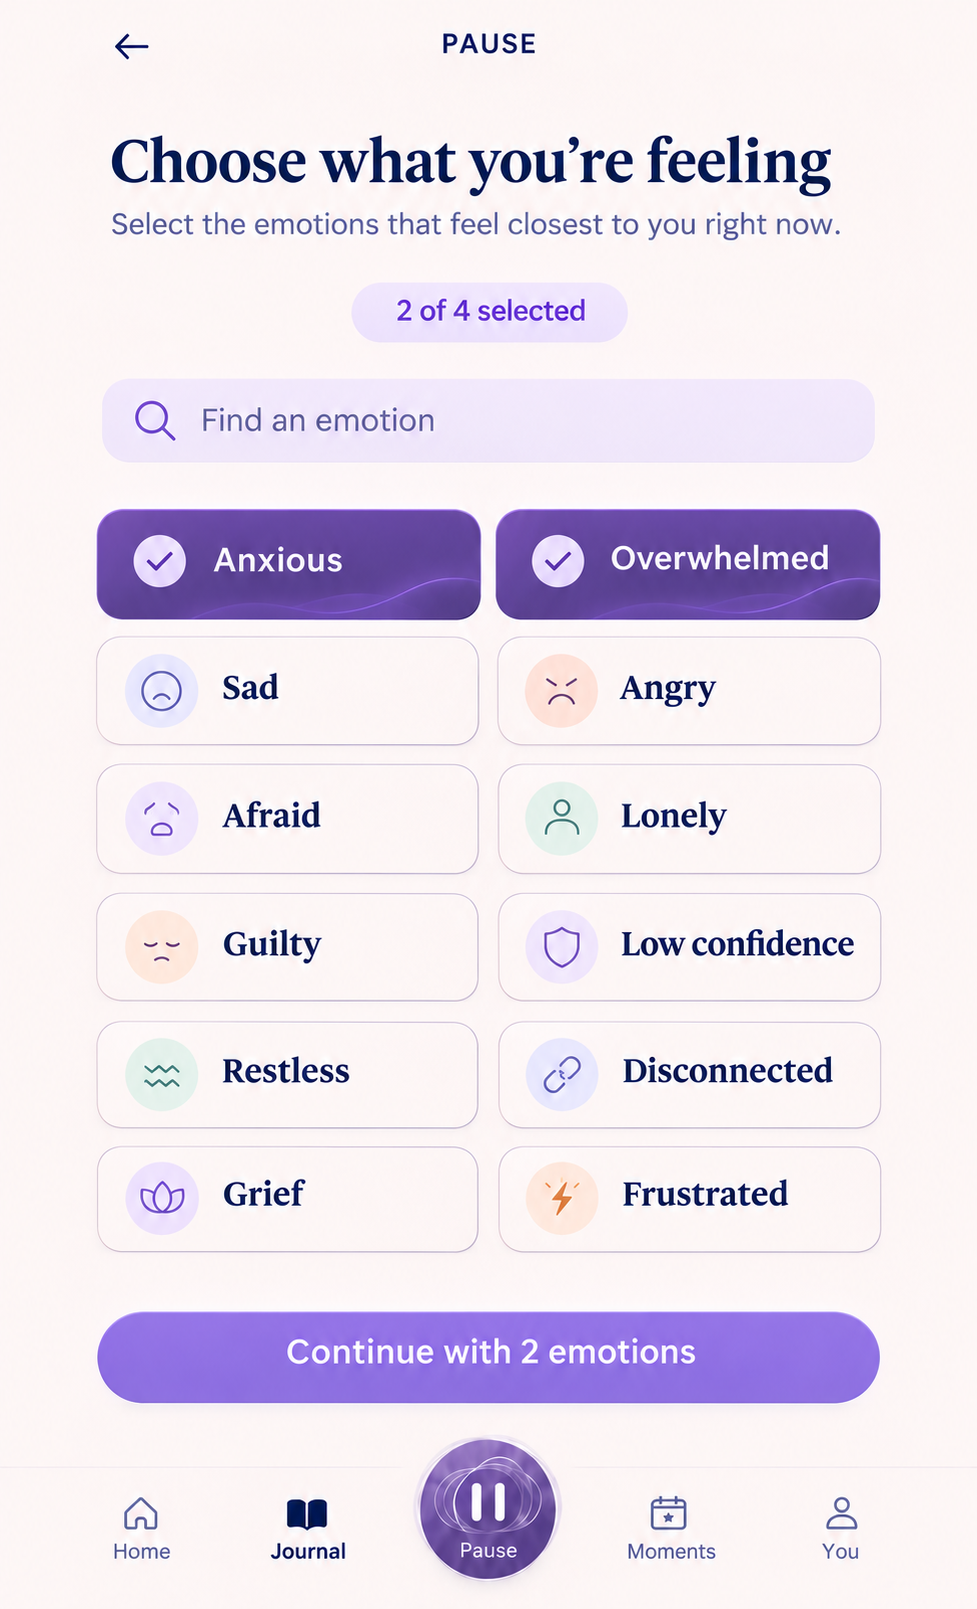 PAUSE
Choose what you're feeling
Select the emotions that feel closest to you right now.
2 of 4 selected
Find an emotion
Anxious
Overwhelmed
Sad
Angry
Afraid
Lonely
Guilty
Low confidence
Restless
Disconnected
Grief
Frustrated
Continue with 2 emotions
Home
Journal
Pause
Moments
You